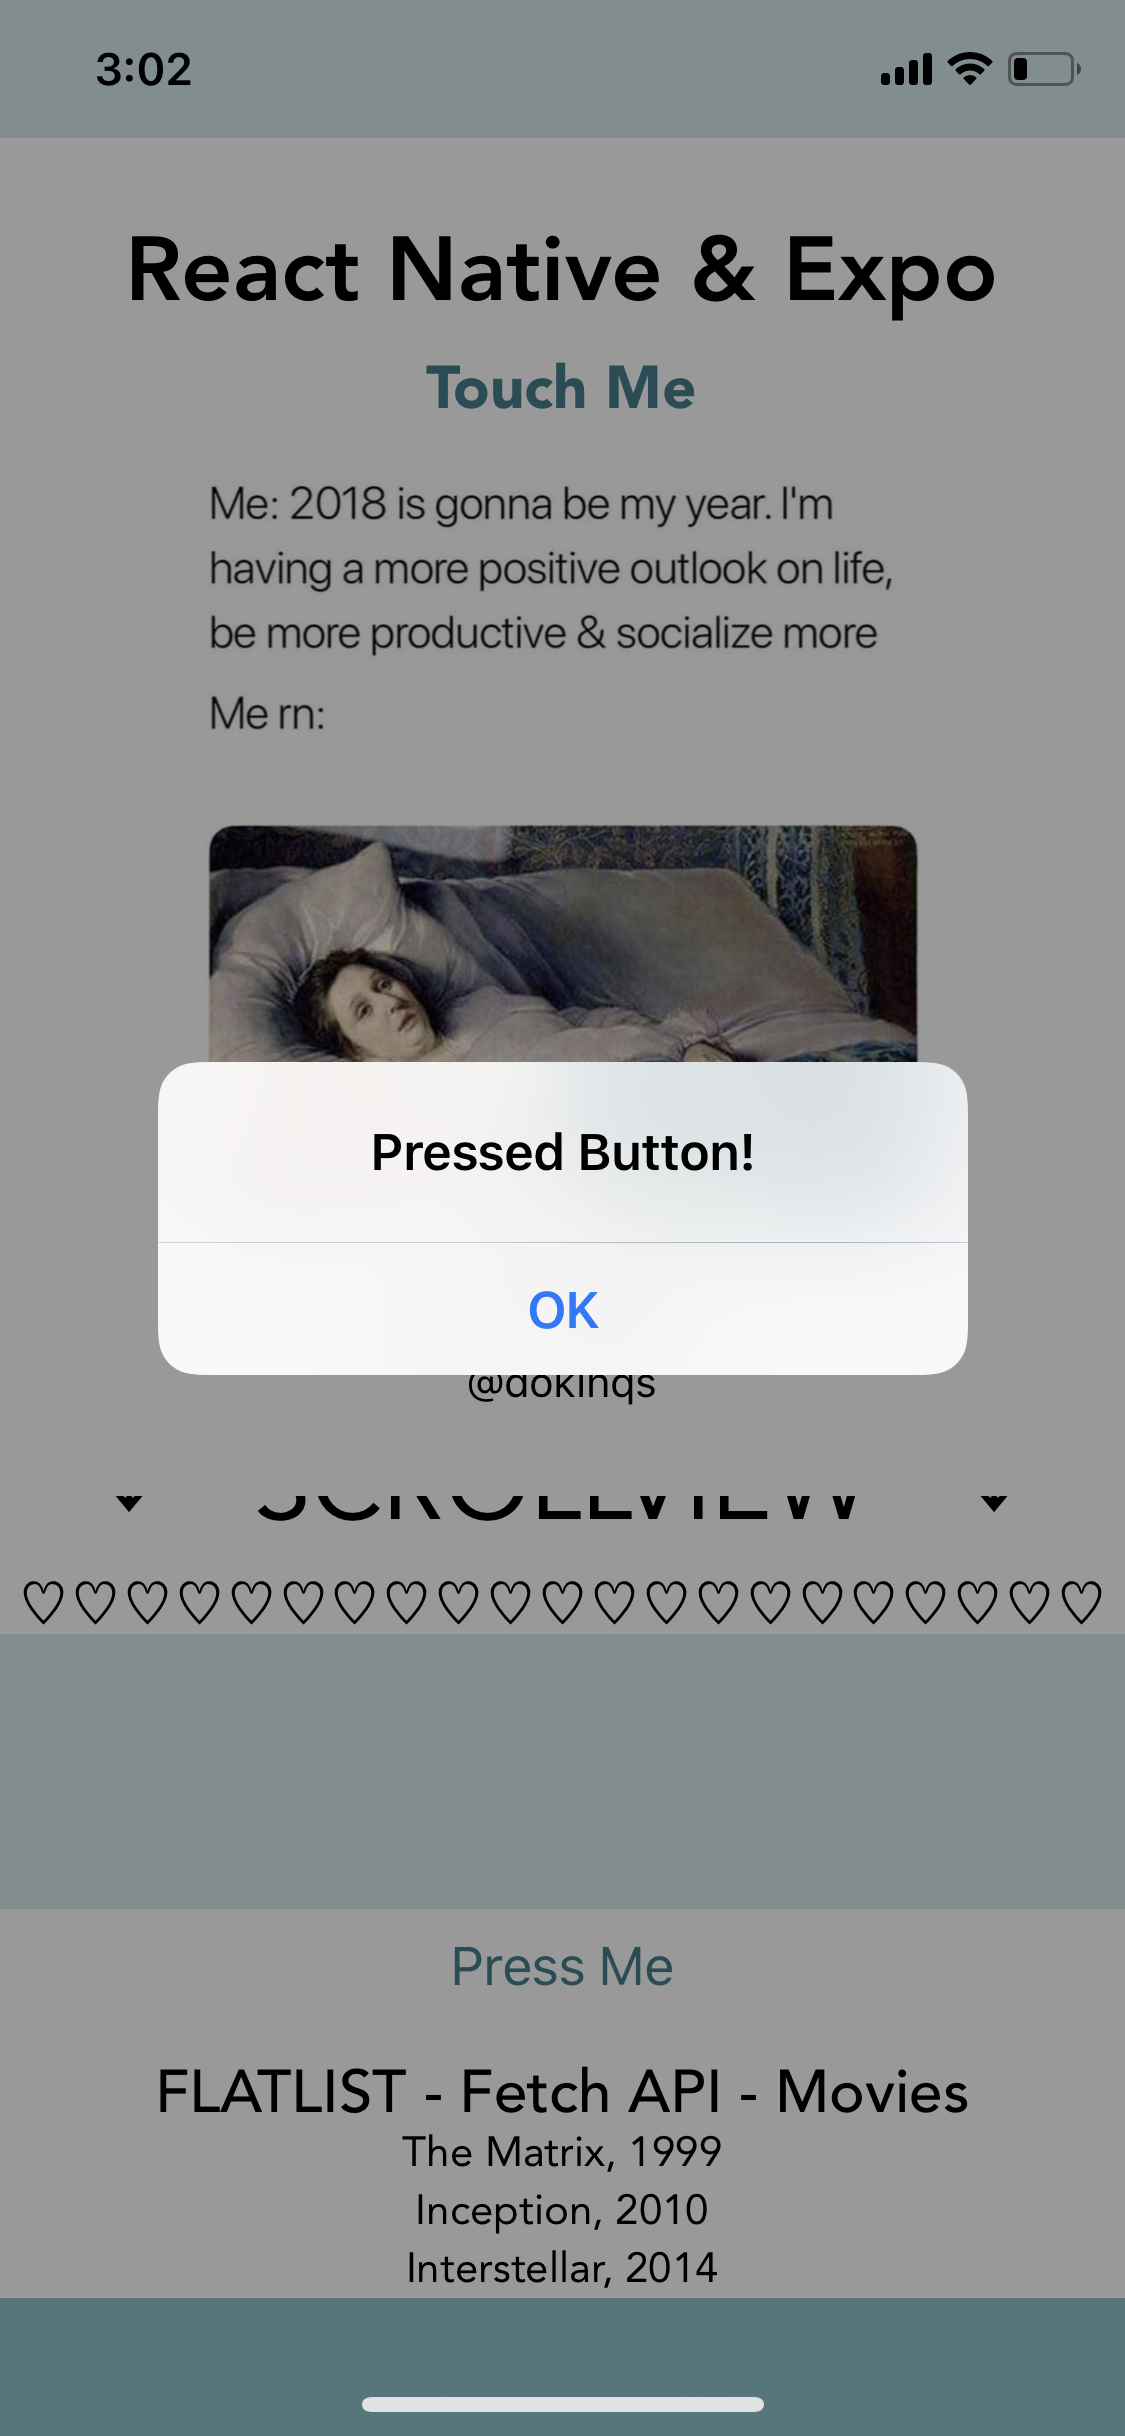 3:02
React Native & Expo
Touch Me
Me: 2018 is gonna be my year. I'm
having a more positive outlook on life,
be more productive & socialize more
Me rn:
Pressed Button!
OK
SCROLLVIEW
♡♡♡♡♡♡♡♡♡♡♡♡♡♡♡♡♡♡♡♡♡
Press Me
FLATLIST - Fetch API - Movies
The Matrix, 1999
Inception, 2010
Interstellar, 2014